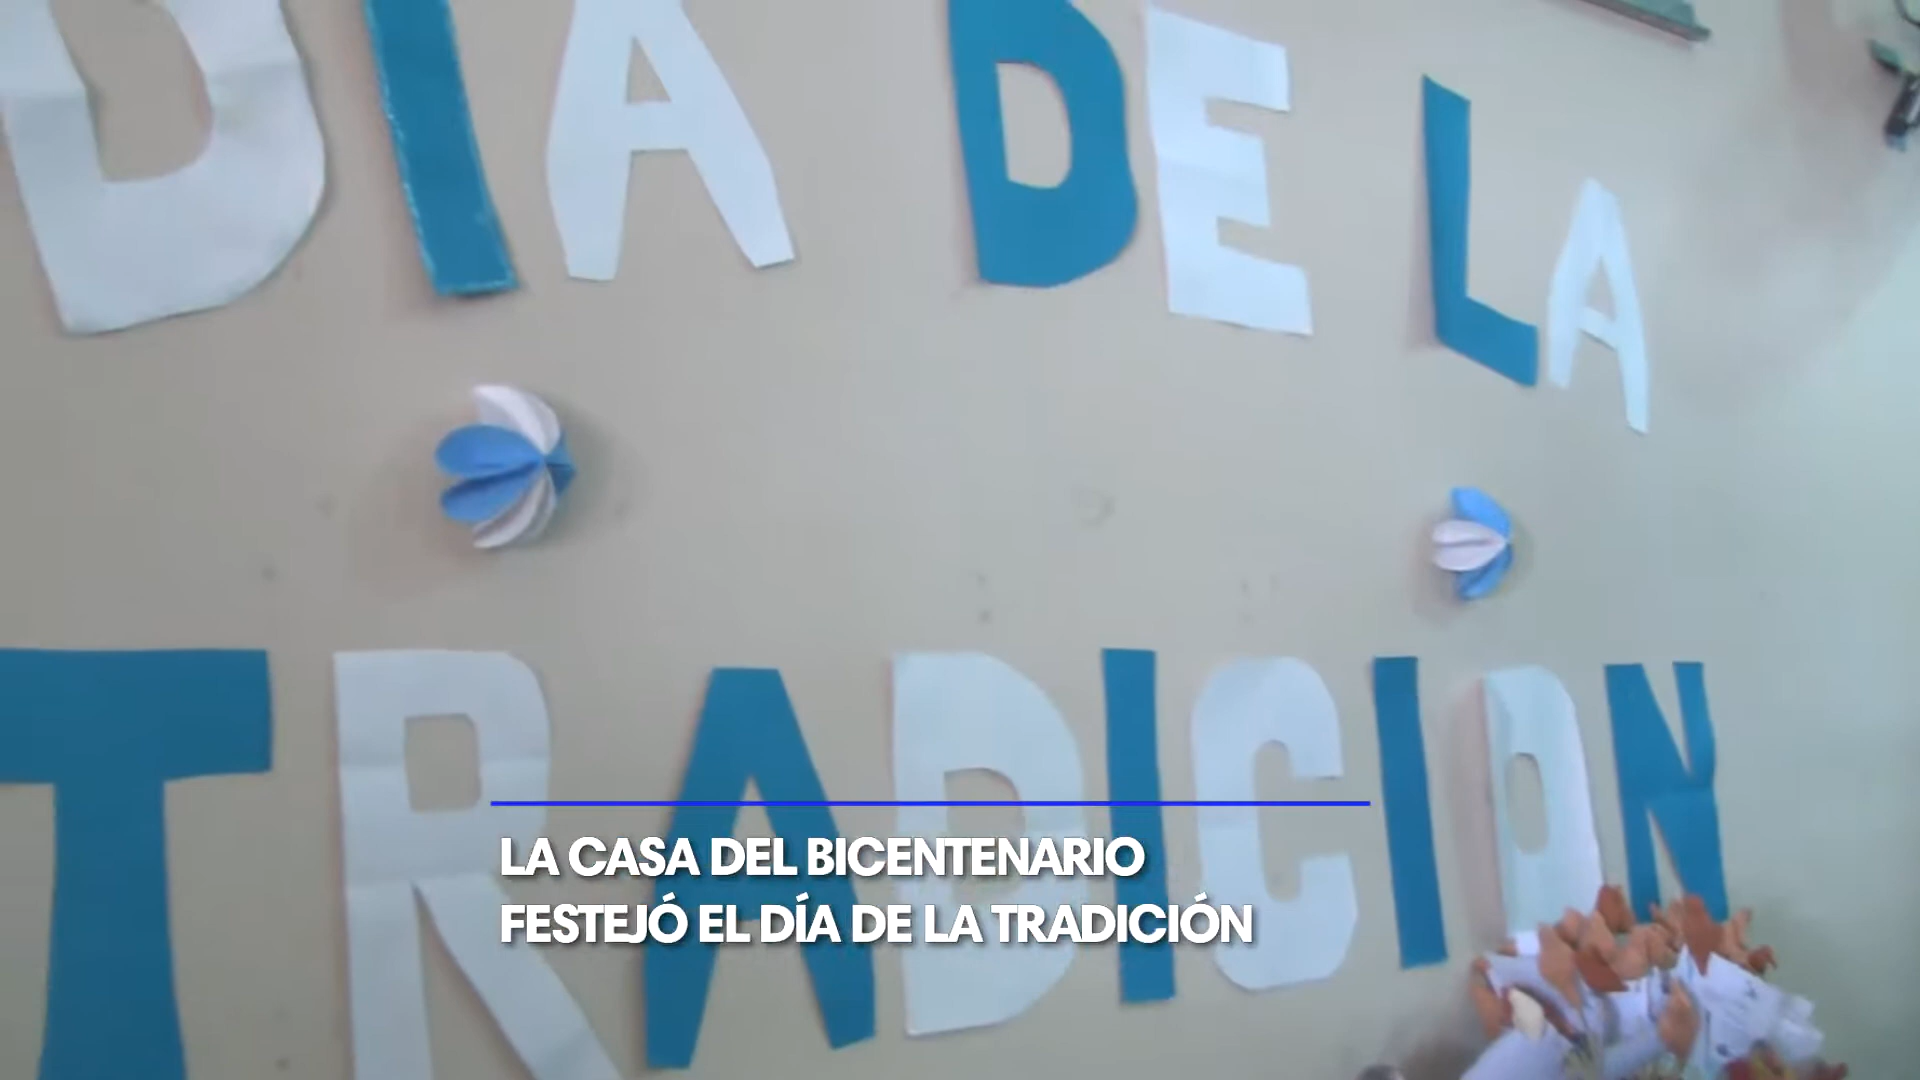 DIA DE LA
TRADICION
LA CASA DEL BICENTENARIO
FESTEJÓ EL DÍA DE LA TRADICIÓN